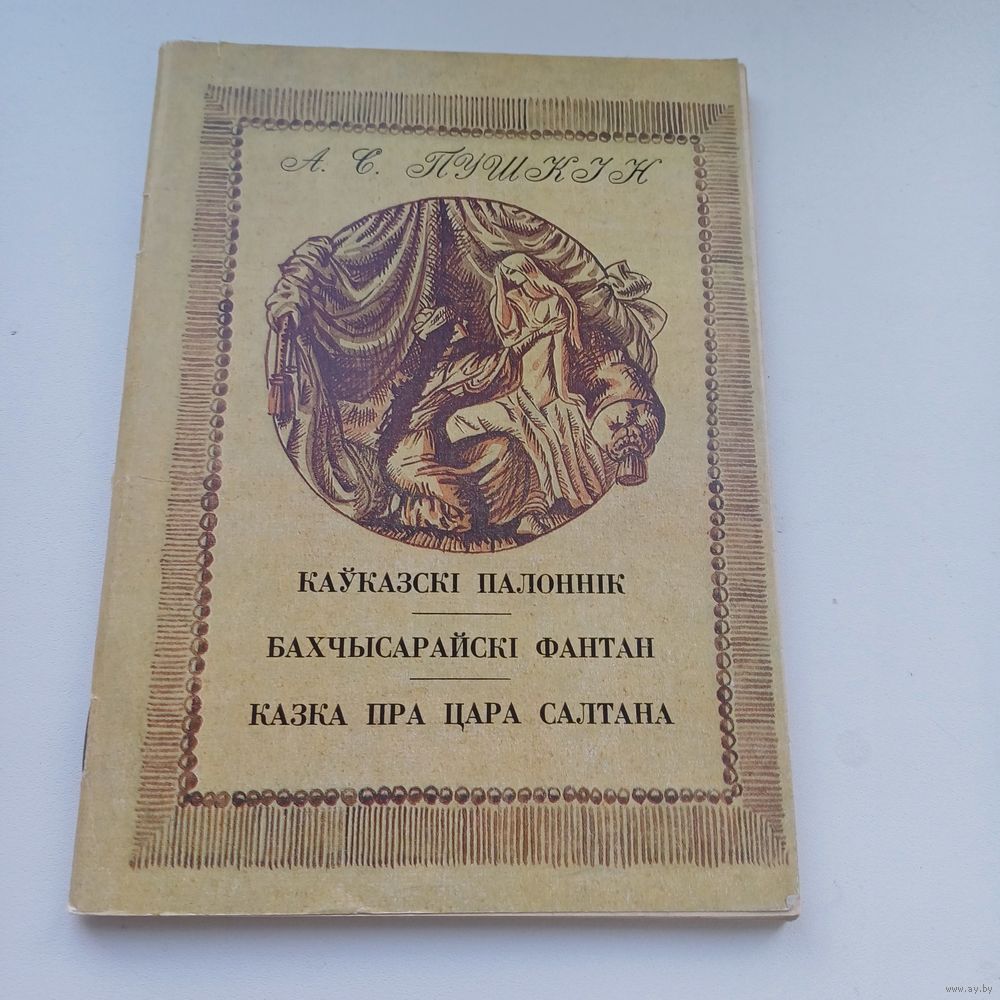 А. С. ПУШКІН
КАЎКАЗСКІ ПАЛОННІК
БАХЧЫСАРАЙСКІ ФАНТАН
КАЗКА ПРА ЦАРА САЛТАНА
www.ay.by